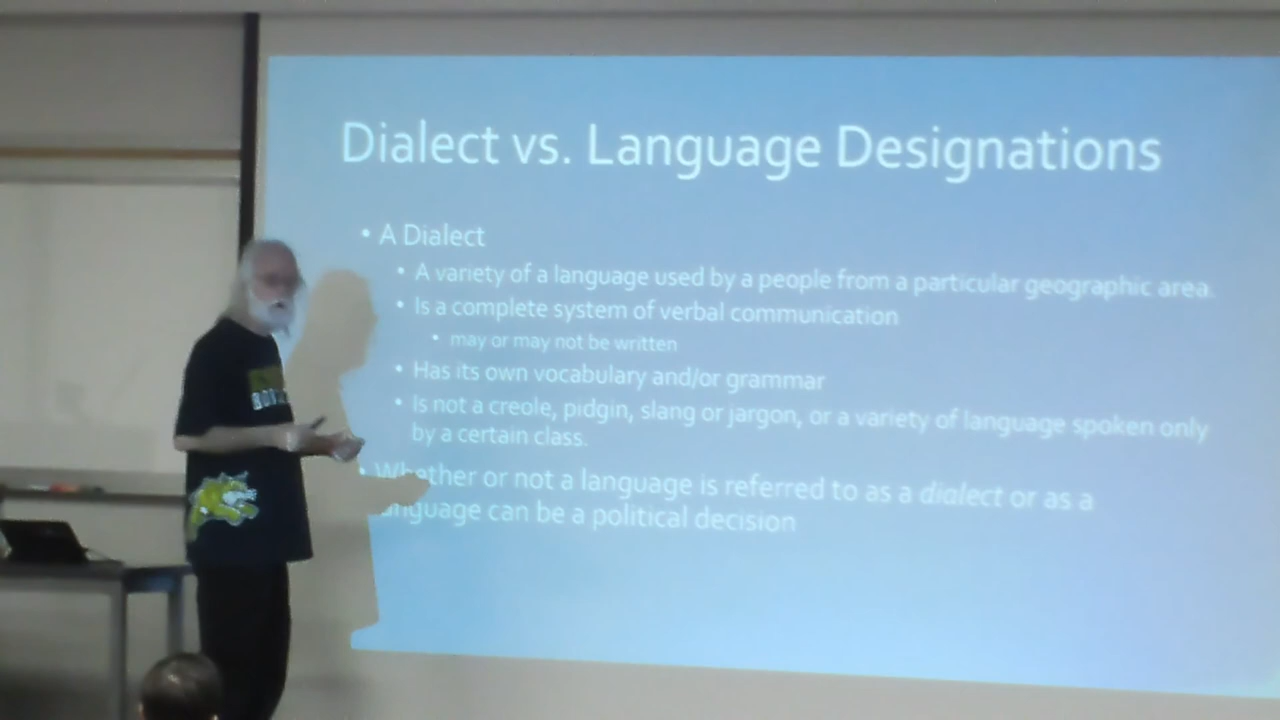 Dialect vs. Language Designations
• A Dialect
• A variety of a language used by a people from a particular geographic area.
• Is a complete system of verbal communication
• may or may not be written
• Has its own vocabulary and/or grammar
• Is not a creole, pidgin, slang or jargon, or a variety of language spoken only
by a certain class.
• Whether or not a language is referred to as a dialect or as a
language can be a political decision